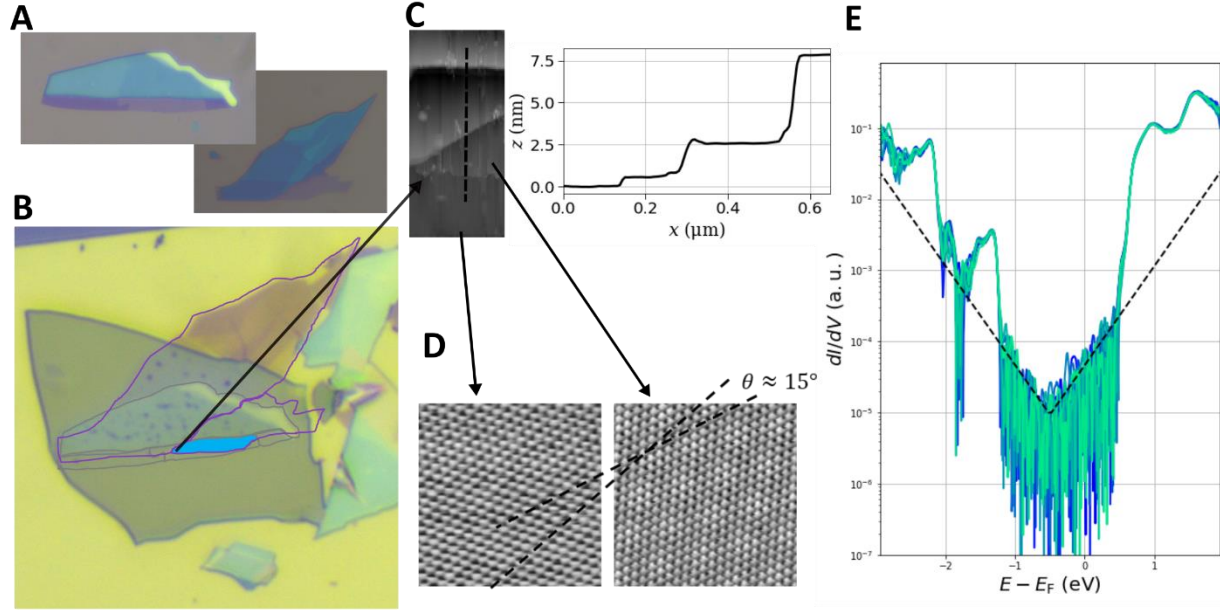 A
B
C
7.5
5.0
2.5
0.0
z (nm)
0.0
0.2
0.4
0.6
x (μm)
D
θ ≈ 15°
E
10⁻¹
10⁻²
10⁻³
10⁻⁴
10⁻⁵
10⁻⁶
10⁻⁷
dI/dV (a. u.)
−2
−1
0
1
E − E_F (eV)